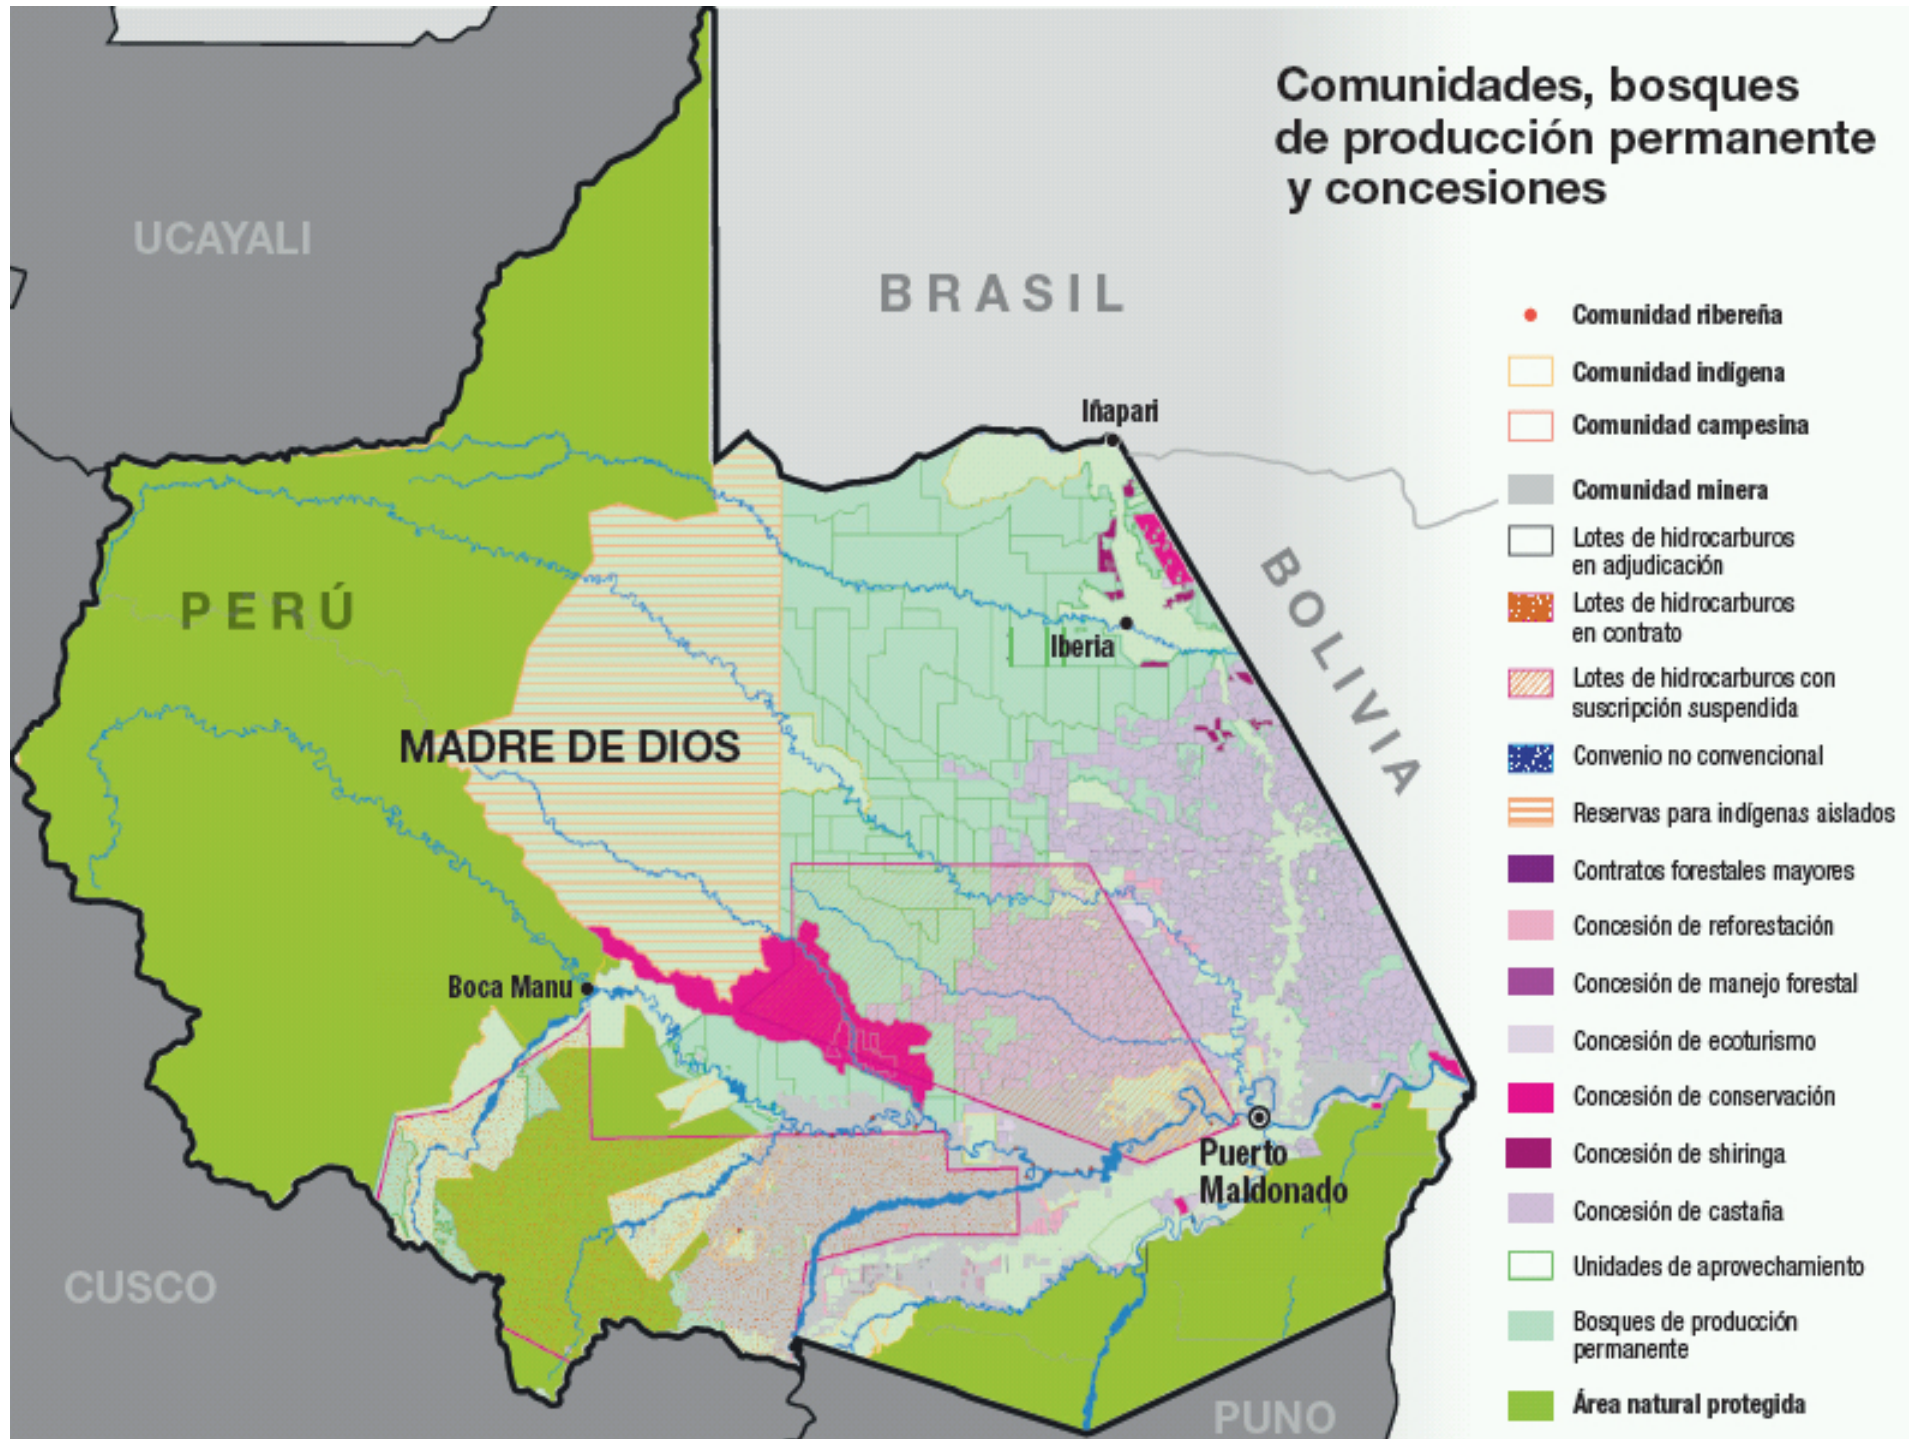 Comunidades, bosques
de producción permanente
y concesiones
UCAYALI
BRASIL
Iñapari
PERÚ
BOLIVIA
Iberia
MADRE DE DIOS
Boca Manu
Puerto
Maldonado
CUSCO
PUNO
Comunidad ribereña
Comunidad indígena
Comunidad campesina
Comunidad minera
Lotes de hidrocarburos
en adjudicación
Lotes de hidrocarburos
en contrato
Lotes de hidrocarburos con
suscripción suspendida
Convenio no convencional
Reservas para indígenas aislados
Contratos forestales mayores
Concesión de reforestación
Concesión de manejo forestal
Concesión de ecoturismo
Concesión de conservación
Concesión de shiringa
Concesión de castaña
Unidades de aprovechamiento
Bosques de producción
permanente
Área natural protegida